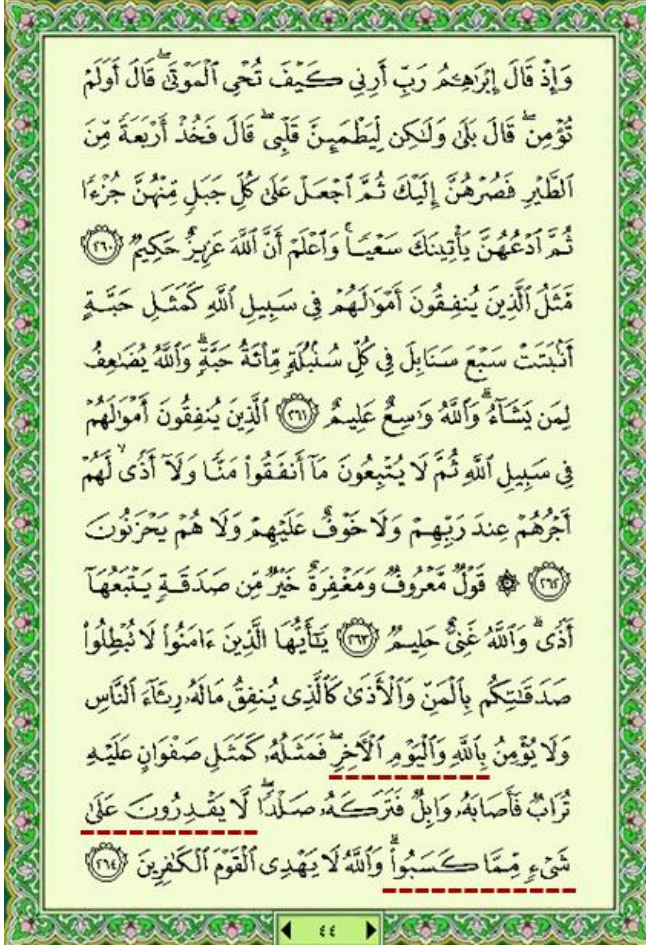 وَإِذْ قَالَ إِبْرَٰهِـۧمُ رَبِّ أَرِنِى كَيْفَ تُحْىِ ٱلْمَوْتَىٰ ۖ قَالَ أَوَلَمْ
تُؤْمِن ۖ قَالَ بَلَىٰ وَلَـٰكِن لِّيَطْمَئِنَّ قَلْبِى ۖ قَالَ فَخُذْ أَرْبَعَةً مِّنَ
ٱلطَّيْرِ فَصُرْهُنَّ إِلَيْكَ ثُمَّ ٱجْعَلْ عَلَىٰ كُلِّ جَبَلٍ مِّنْهُنَّ جُزْءًا
ثُمَّ ٱدْعُهُنَّ يَأْتِينَكَ سَعْيًا ۚ وَٱعْلَمْ أَنَّ ٱللَّهَ عَزِيزٌ حَكِيمٌ ﴿٢٦٠﴾
مَّثَلُ ٱلَّذِينَ يُنفِقُونَ أَمْوَٰلَهُمْ فِى سَبِيلِ ٱللَّهِ كَمَثَلِ حَبَّةٍ
أَنۢبَتَتْ سَبْعَ سَنَابِلَ فِى كُلِّ سُنۢبُلَةٍ مِّا۟ئَةُ حَبَّةٍ ۗ وَٱللَّهُ يُضَـٰعِفُ
لِمَن يَشَآءُ ۗ وَٱللَّهُ وَٰسِعٌ عَلِيمٌ ﴿٢٦١﴾ ٱلَّذِينَ يُنفِقُونَ أَمْوَٰلَهُمْ
فِى سَبِيلِ ٱللَّهِ ثُمَّ لَا يُتْبِعُونَ مَآ أَنفَقُوا۟ مَنًّا وَلَآ أَذًى ۙ لَّهُمْ
أَجْرُهُمْ عِندَ رَبِّهِمْ وَلَا خَوْفٌ عَلَيْهِمْ وَلَا هُمْ يَحْزَنُونَ
﴿٢٦٢﴾ ۞ قَوْلٌ مَّعْرُوفٌ وَمَغْفِرَةٌ خَيْرٌ مِّن صَدَقَةٍ يَتْبَعُهَآ
أَذًى ۗ وَٱللَّهُ غَنِىٌّ حَلِيمٌ ﴿٢٦٣﴾ يَـٰٓأَيُّهَا ٱلَّذِينَ ءَامَنُوا۟ لَا تُبْطِلُوا۟
صَدَقَـٰتِكُم بِٱلْمَنِّ وَٱلْأَذَىٰ كَٱلَّذِى يُنفِقُ مَالَهُۥ رِئَآءَ ٱلنَّاسِ
وَلَا يُؤْمِنُ بِٱللَّهِ وَٱلْيَوْمِ ٱلْـَٔاخِرِ ۖ فَمَثَلُهُۥ كَمَثَلِ صَفْوَانٍ عَلَيْهِ
تُرَابٌ فَأَصَابَهُۥ وَابِلٌ فَتَرَكَهُۥ صَلْدًا ۖ لَّا يَقْدِرُونَ عَلَىٰ
شَىْءٍ مِّمَّا كَسَبُوا۟ ۗ وَٱللَّهُ لَا يَهْدِى ٱلْقَوْمَ ٱلْكَـٰفِرِينَ ﴿٢٦٤﴾
٤٤